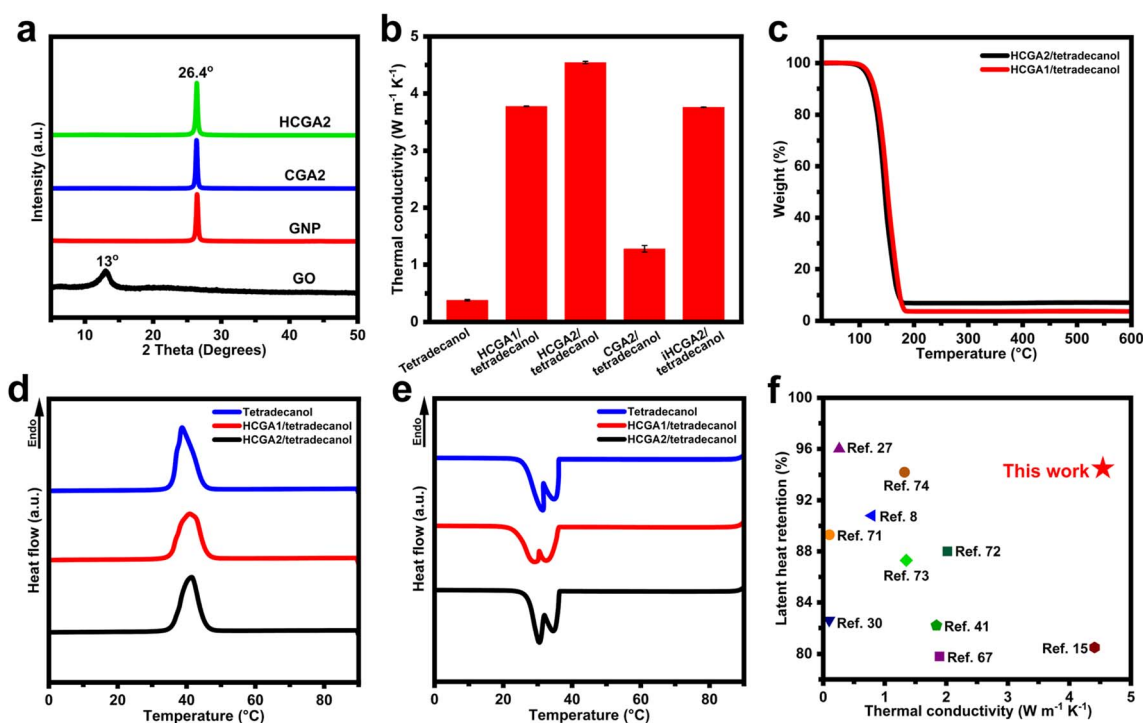 a
Intensity (a.u.)
26.4°
HCGA2
CGA2
GNP
13°
GO
10 20 30 40 50
2 Theta (Degrees)
b
Thermal conductivity (W m⁻¹ K⁻¹)
5
4
3
2
1
0
Tetradecanol
HCGA1/
tetradecanol
HCGA2/
tetradecanol
CGA2/
tetradecanol
iHCGA2/
tetradecanol
c
Weight (%)
HCGA2/tetradecanol
HCGA1/tetradecanol
100
80
60
40
20
0
100 200 300 400 500 600
Temperature (°C)
d
Endo
Heat flow (a.u.)
Tetradecanol
HCGA1/tetradecanol
HCGA2/tetradecanol
0 20 40 60 80
Temperature (°C)
e
Endo
Heat flow (a.u.)
Tetradecanol
HCGA1/tetradecanol
HCGA2/tetradecanol
0 20 40 60 80
Temperature (°C)
f
Latent heat retention (%)
100
96
92
88
84
80
Ref. 27
This work
Ref. 74
Ref. 8
Ref. 71
Ref. 72
Ref. 73
Ref. 30
Ref. 41
Ref. 15
Ref. 67
0 1 2 3 4 5
Thermal conductivity (W m⁻¹ K⁻¹)